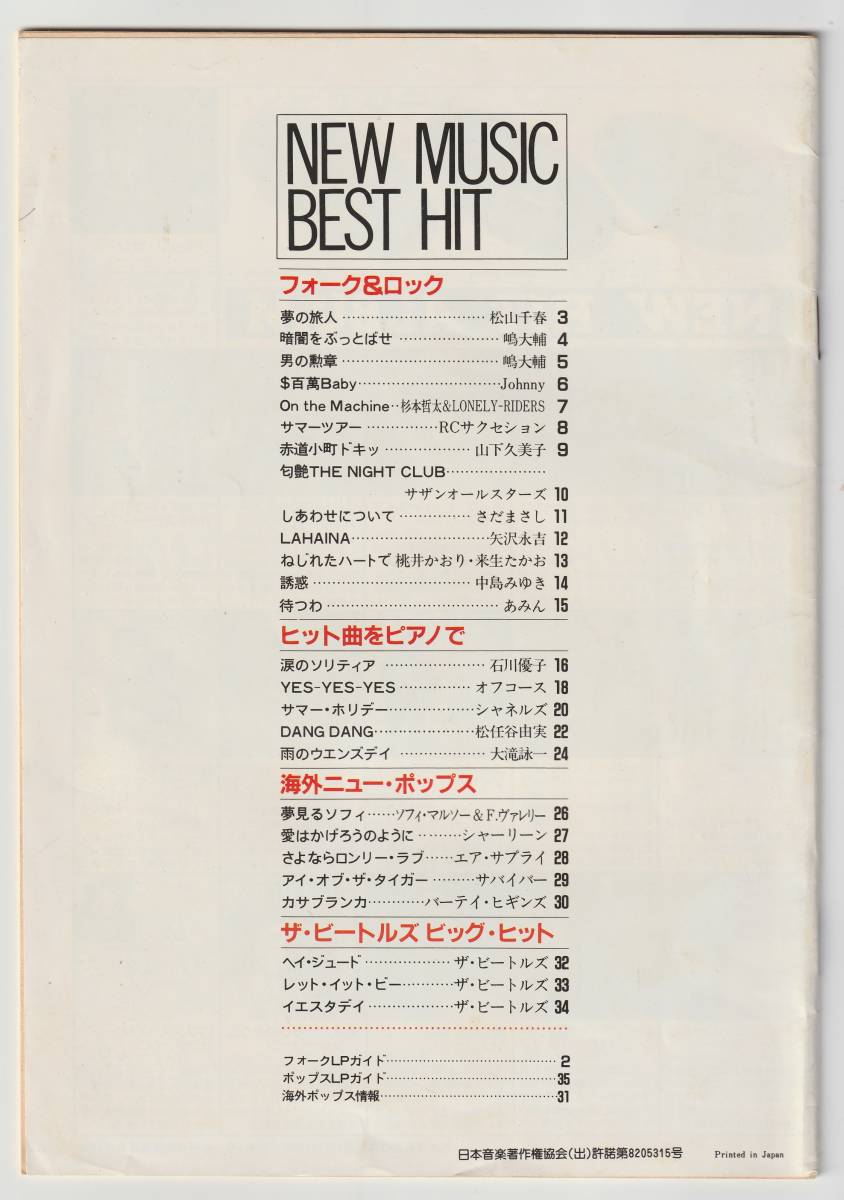 NEW MUSIC
BEST HIT
フォーク&ロック
夢の旅人……………………… 松山千春 3
暗闇をぶっとばせ ……………… 嶋大輔 4
男の勲章……………………… 嶋大輔 5
$百萬Baby………………………Johnny 6
On the Machine‥杉本哲太&LONELY-RIDERS 7
サマーツアー ……………RCサクセション 8
赤道小町ドキッ……………… 山下久美子 9
匂艶THE NIGHT CLUB………………
サザンオールスターズ 10
しあわせについて …………… さだまさし 11
LAHAINA………………………矢沢永吉 12
ねじれたハートで 桃井かおり・来生たかお 13
誘惑 ………………………… 中島みゆき 14
待つわ …………………………… あみん 15
ヒット曲をピアノで
涙のソリティア ……………… 石川優子 16
YES-YES-YES …………… オフコース 18
サマー・ホリデー……………シャネルズ 20
DANG DANG………………松任谷由実 22
雨のウエンズデイ …………… 大滝詠一 24
海外ニュー・ポップス
夢見るソフィ……ソフィ・マルソー&F.ヴァレリー 26
愛はかげろうのように ………シャーリーン 27
さよならロンリー・ラブ……エア・サプライ 28
アイ・オブ・ザ・タイガー ………サバイバー 29
カサブランカ…………バーテイ・ヒギンズ 30
ザ・ビートルズ ビッグ・ヒット
ヘイ・ジュード ……………… ザ・ビートルズ 32
レット・イット・ビー………ザ・ビートルズ 33
イエスタデイ ………………ザ・ビートルズ 34
フォークLPガイド……………………………… 2
ポップスLPガイド………………………………35
海外ポップス情報………………………………31
日本音楽著作権協会(出)許諾第8205315号 Printed in Japan